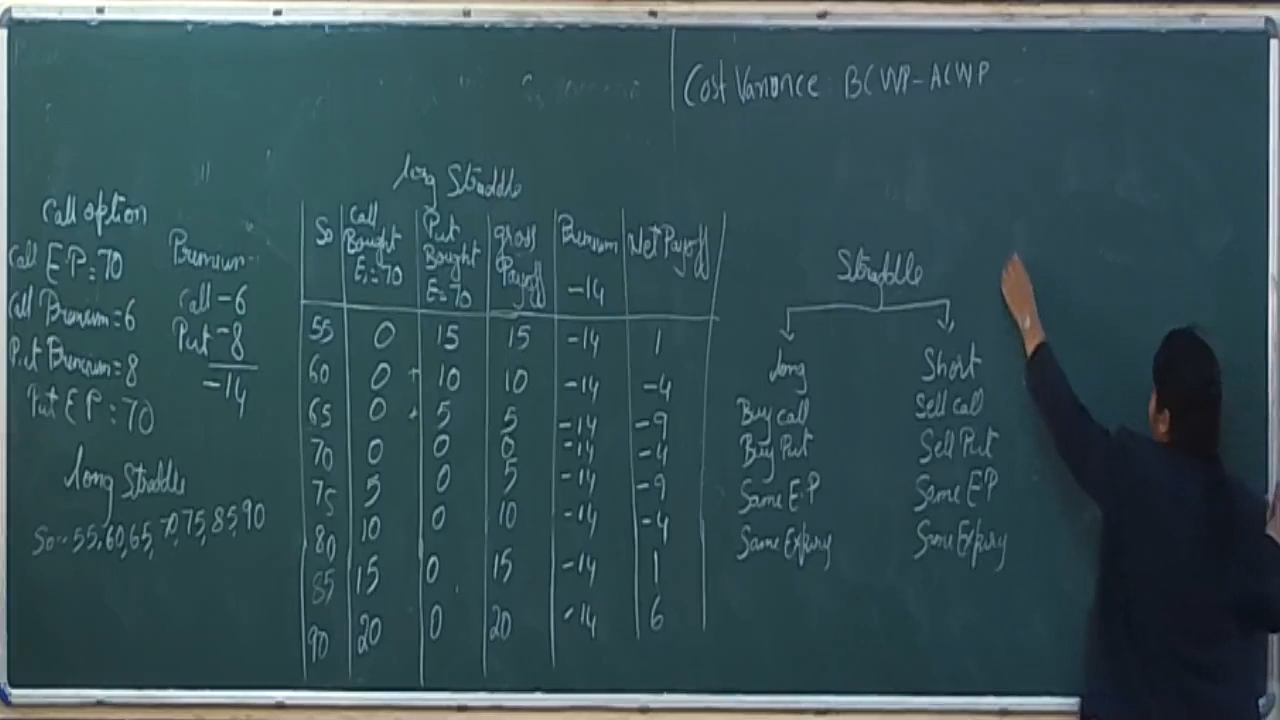 Cost Variance: BCWP-ACWP
Call option
Call EP=70
Call Premium=6
Put Premium=8
Put EP=70
Premium
Call -6
Put -8
-14
long Straddle
So- 55,60,65,70,75,85,90
long Straddle
So | Call Bought E=70 | Put Bought E=70 | gross Payoff | Premium -14 | Net Payoff
55 0 15 15 -14 1
60 0 + 10 10 -14 -4
65 0 + 5 5 -14 -9
70 0 0 0 -14 -4
75 5 0 5 -14 -9
80 10 0 10 -14 -4
85 15 0 15 -14 1
90 20 0 20 -14 6
Straddle
long
Buy call
Buy Put
Same E.P
Same Expiry
Short
Sell call
Sell Put
Same EP
Same Expiry